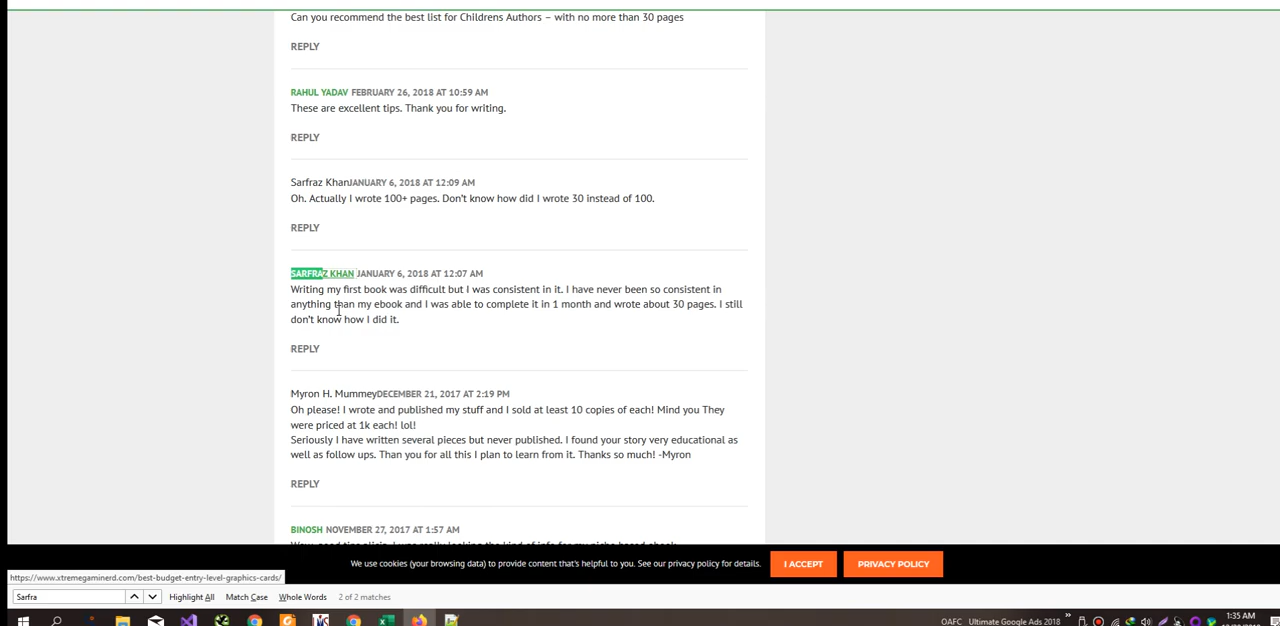 Can you recommend the best list for Childrens Authors – with no more than 30 pages
REPLY
RAHUL YADAV FEBRUARY 26, 2018 AT 10:59 AM
These are excellent tips. Thank you for writing.
REPLY
Sarfraz KhanJANUARY 6, 2018 AT 12:09 AM
Oh. Actually I wrote 100+ pages. Don't know how did I wrote 30 instead of 100.
REPLY
SARFRAZ KHAN JANUARY 6, 2018 AT 12:07 AM
Writing my first book was difficult but I was consistent in it. I have never been so consistent in
anything than my ebook and I was able to complete it in 1 month and wrote about 30 pages. I still
don't know how I did it.
REPLY
Myron H. MummeyDECEMBER 21, 2017 AT 2:19 PM
Oh please! I wrote and published my stuff and I sold at least 10 copies of each! Mind you They
were priced at 1k each! lol!
Seriously I have written several pieces but never published. I found your story very educational as
well as follow ups. Than you for all this I plan to learn from it. Thanks so much! -Myron
REPLY
BINOSH NOVEMBER 27, 2017 AT 1:57 AM
We use cookies (your browsing data) to provide content that's helpful to you. See our privacy policy for details. I ACCEPT PRIVACY POLICY
https://www.xtremegaminerd.com/best-budget-entry-level-graphics-cards/
Sarfra Highlight All Match Case Whole Words 2 of 2 matches
OAFC Ultimate Google Ads 2018 » 1:35 AM